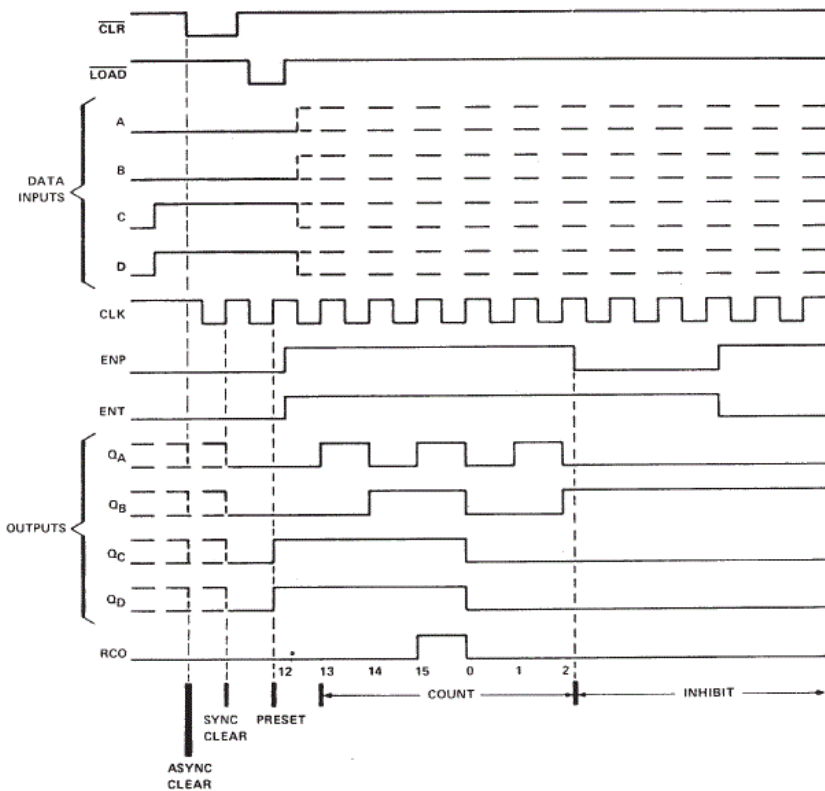 CLR
LOAD
A
B
DATA
INPUTS
C
D
CLK
ENP
ENT
QA
QB
OUTPUTS
QC
QD
RCO
12 13 14 15 0 1 2
COUNT INHIBIT
SYNC PRESET
CLEAR
ASYNC
CLEAR